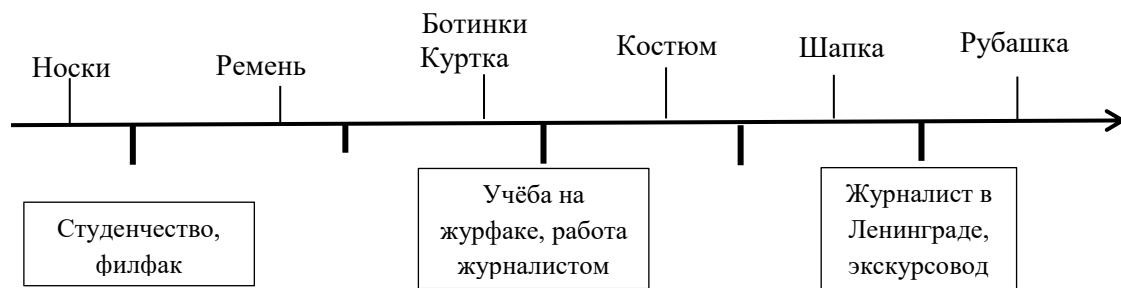 Носки
Ремень
Ботинки
Куртка
Костюм
Шапка
Рубашка
Студенчество,
филфак
Учёба на
журфаке, работа
журналистом
Журналист в
Ленинграде,
экскурсовод